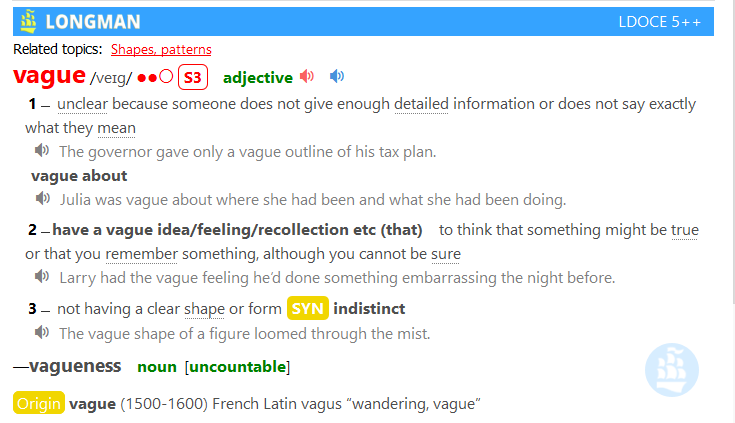 LONGMAN LDOCE 5++
Related topics: Shapes, patterns
vague /veɪɡ/ ●●○ S3 adjective
1 – unclear because someone does not give enough detailed information or does not say exactly
what they mean
The governor gave only a vague outline of his tax plan.
vague about
Julia was vague about where she had been and what she had been doing.
2 – have a vague idea/feeling/recollection etc (that) to think that something might be true
or that you remember something, although you cannot be sure
Larry had the vague feeling he’d done something embarrassing the night before.
3 – not having a clear shape or form SYN indistinct
The vague shape of a figure loomed through the mist.
—vagueness noun [uncountable]
Origin vague (1500-1600) French Latin vagus “wandering, vague”